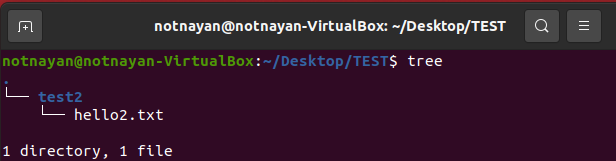 notnayan@notnayan-VirtualBox: ~/Desktop/TEST
notnayan@notnayan-VirtualBox:~/Desktop/TEST$ tree
.
└── test2
    └── hello2.txt
1 directory, 1 file